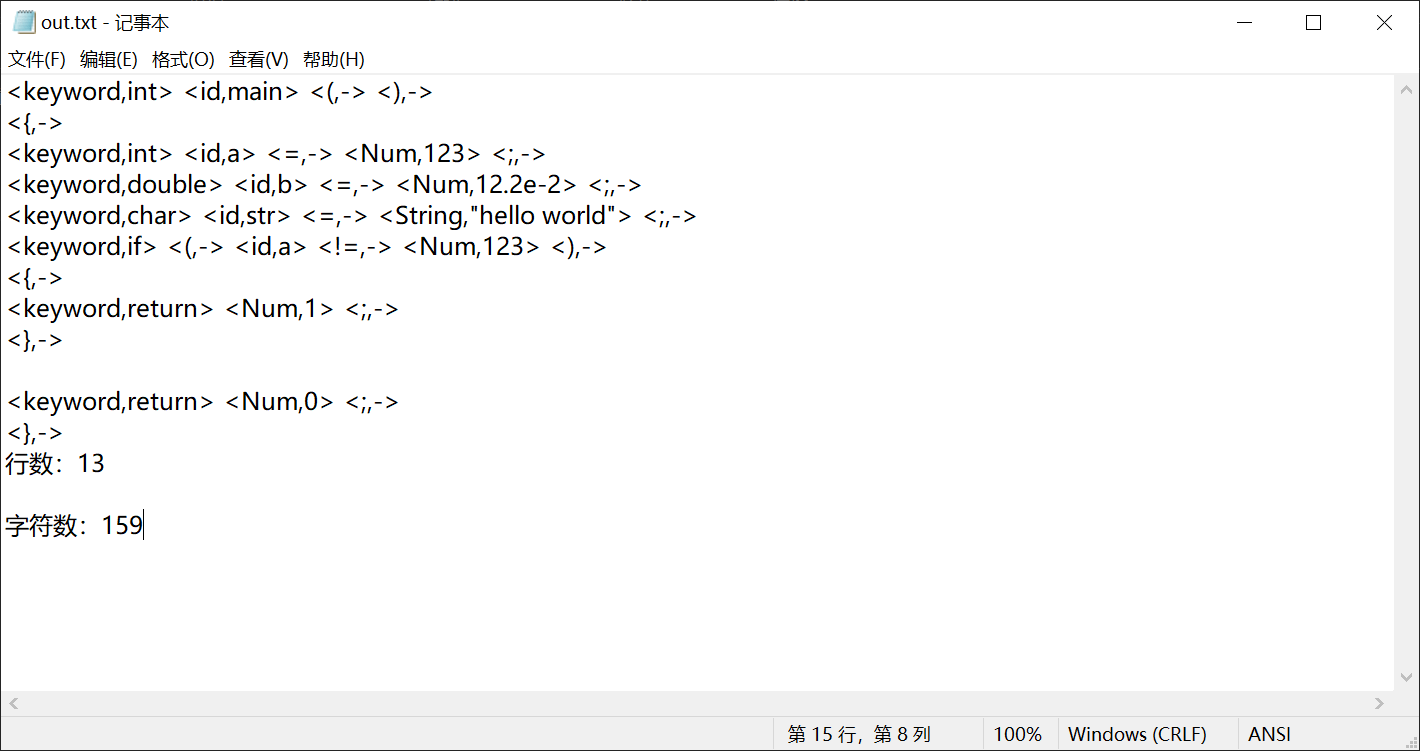 out.txt - 记事本
文件(F) 编辑(E) 格式(O) 查看(V) 帮助(H)
<keyword,int> <id,main> <(,-> <),->
<{,->
<keyword,int> <id,a> <=,-> <Num,123> <;,->
<keyword,double> <id,b> <=,-> <Num,12.2e-2> <;,->
<keyword,char> <id,str> <=,-> <String,"hello world"> <;,->
<keyword,if> <(,-> <id,a> <!=,-> <Num,123> <),->
<{,->
<keyword,return> <Num,1> <;,->
<},->
<keyword,return> <Num,0> <;,->
<},->
行数：13
字符数：159
第 15 行，第 8 列 100% Windows (CRLF) ANSI